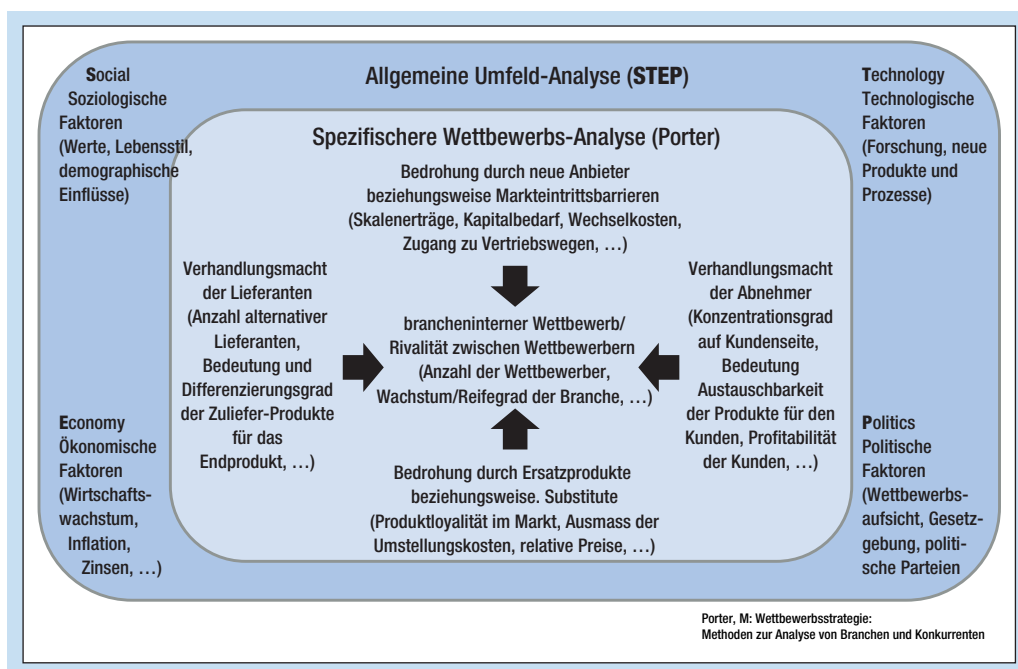 Allgemeine Umfeld-Analyse (STEP)
Social
Soziologische
Faktoren
(Werte, Lebensstil,
demographische
Einflüsse)
Technology
Technologische
Faktoren
(Forschung, neue
Produkte und
Prozesse)
Spezifischere Wettbewerbs-Analyse (Porter)
Bedrohung durch neue Anbieter
beziehungsweise Markteintrittsbarrieren
(Skalenerträge, Kapitalbedarf, Wechselkosten,
Zugang zu Vertriebswegen, …)
Verhandlungsmacht
der Lieferanten
(Anzahl alternativer
Lieferanten,
Bedeutung und
Differenzierungsgrad
der Zuliefer-Produkte
für das
Endprodukt, …)
brancheninterner Wettbewerb/
Rivalität zwischen Wettbewerbern
(Anzahl der Wettbewerber,
Wachstum/Reifegrad der Branche, …)
Verhandlungsmacht
der Abnehmer
(Konzentrationsgrad
auf Kundenseite,
Bedeutung
Austauschbarkeit
der Produkte für den
Kunden, Profitabilität
der Kunden, …)
Bedrohung durch Ersatzprodukte
beziehungsweise. Substitute
(Produktloyalität im Markt, Ausmass der
Umstellungskosten, relative Preise, …)
Economy
Ökonomische
Faktoren
(Wirtschafts-
wachstum,
Inflation,
Zinsen, …)
Politics
Politische
Faktoren
(Wettbewerbs-
aufsicht, Gesetz-
gebung, politi-
sche Parteien
Porter, M: Wettbewerbsstrategie:
Methoden zur Analyse von Branchen und Konkurrenten